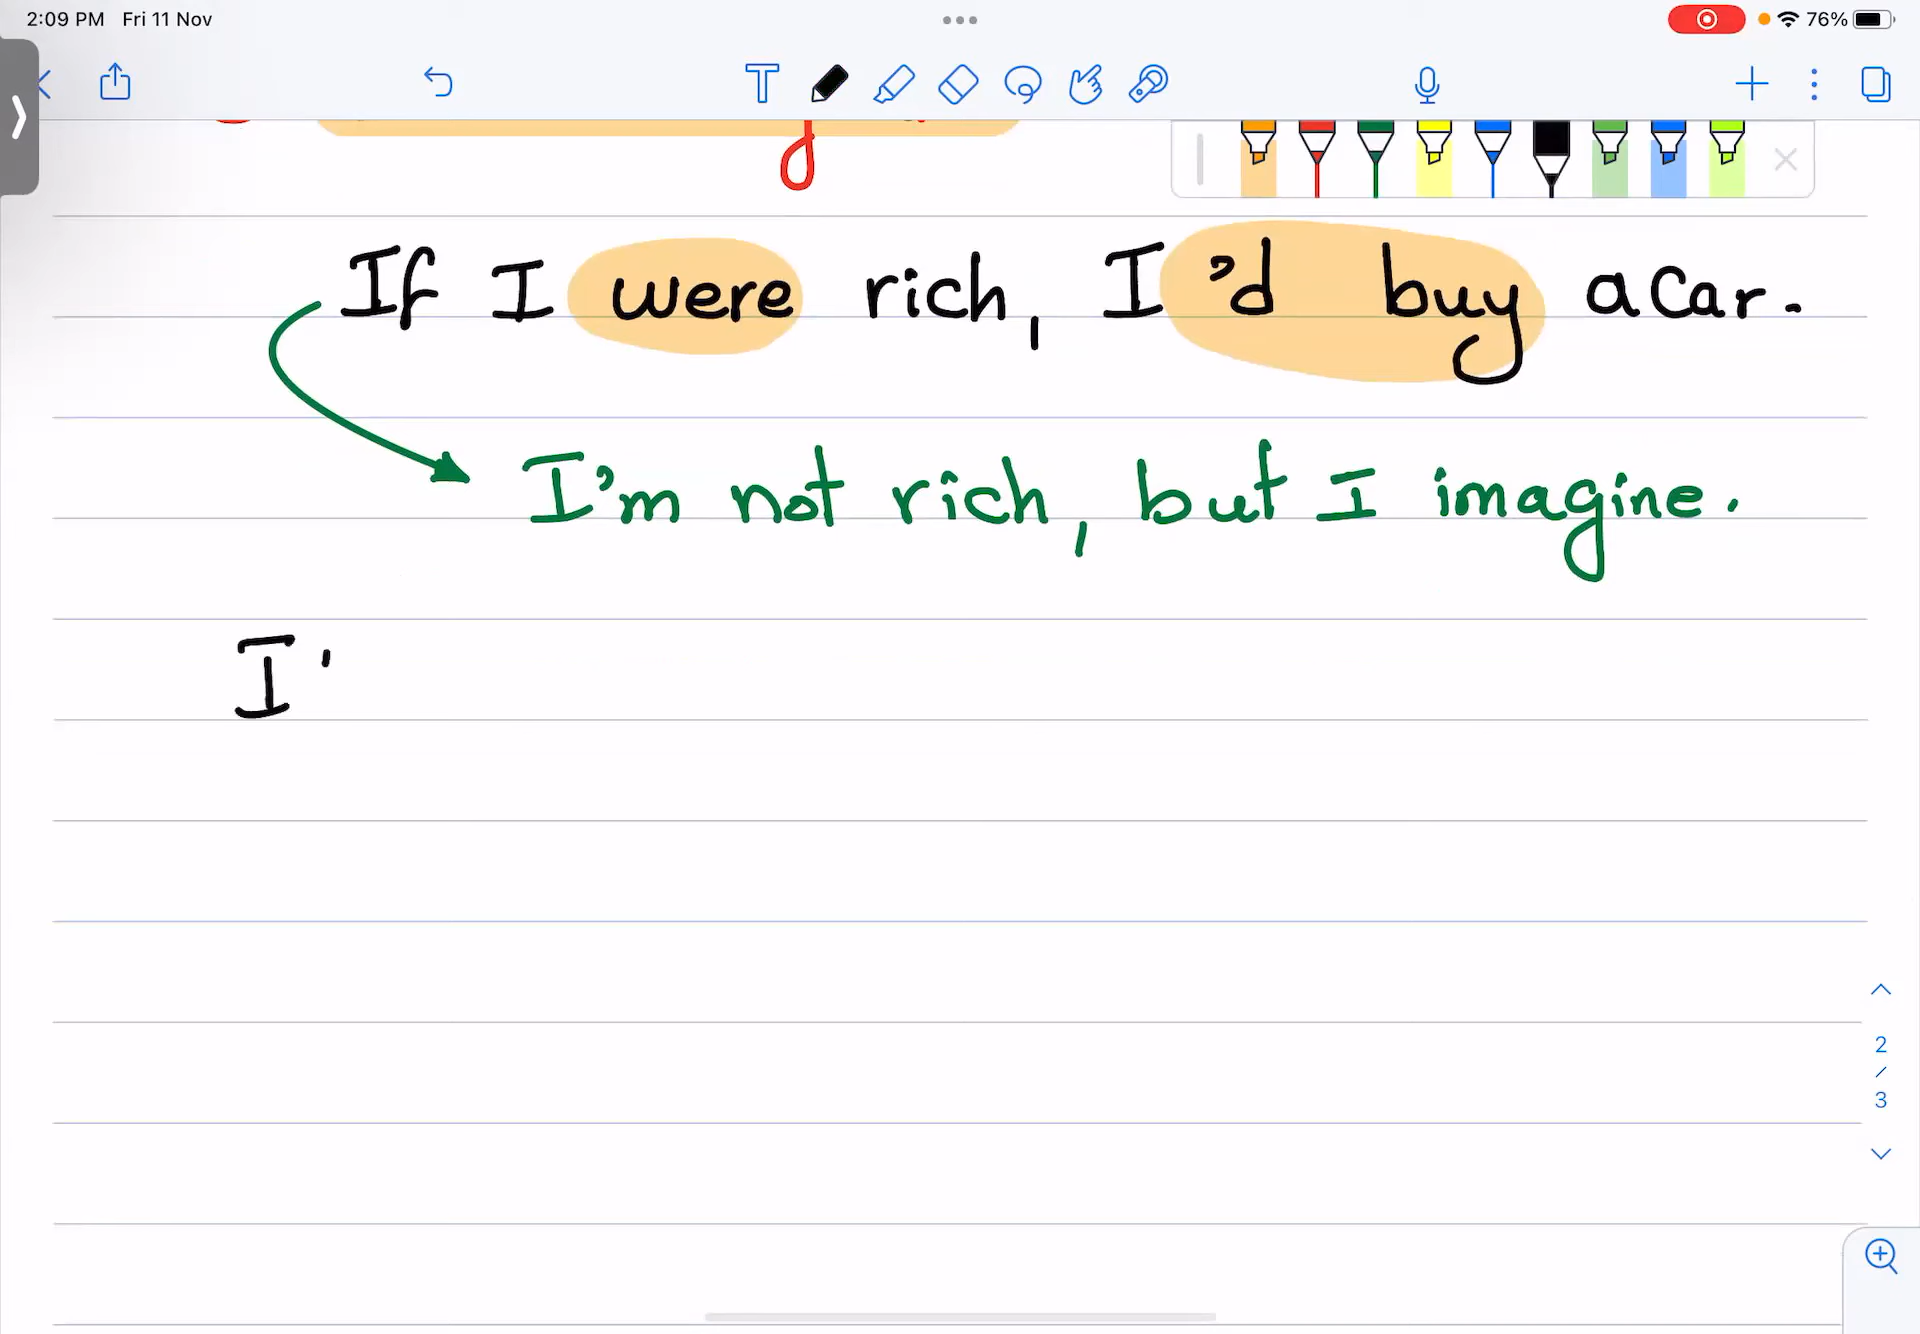 2:09 PM Fri 11 Nov
76%
If I were rich, I'd buy a car.
I'm not rich, but I imagine.
I'
2
/
3